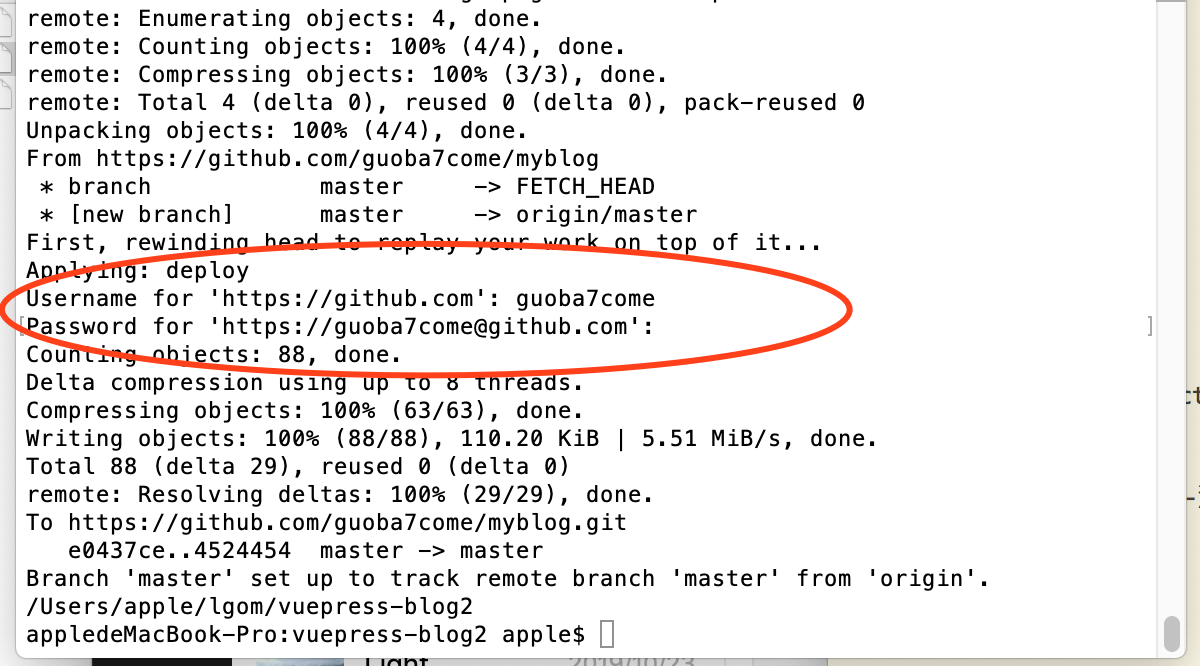 remote: Enumerating objects: 4, done.
remote: Counting objects: 100% (4/4), done.
remote: Compressing objects: 100% (3/3), done.
remote: Total 4 (delta 0), reused 0 (delta 0), pack-reused 0
Unpacking objects: 100% (4/4), done.
From https://github.com/guoba7come/myblog
 * branch            master     -> FETCH_HEAD
 * [new branch]      master     -> origin/master
First, rewinding head to replay your work on top of it...
Applying: deploy
Username for 'https://github.com': guoba7come
[Password for 'https://guoba7come@github.com': ]
Counting objects: 88, done.
Delta compression using up to 8 threads.
Compressing objects: 100% (63/63), done.
Writing objects: 100% (88/88), 110.20 KiB | 5.51 MiB/s, done.
Total 88 (delta 29), reused 0 (delta 0)
remote: Resolving deltas: 100% (29/29), done.
To https://github.com/guoba7come/myblog.git
   e0437ce..4524454  master -> master
Branch 'master' set up to track remote branch 'master' from 'origin'.
/Users/apple/lgom/vuepress-blog2
appledeMacBook-Pro:vuepress-blog2 apple$
Light 2019/10/23